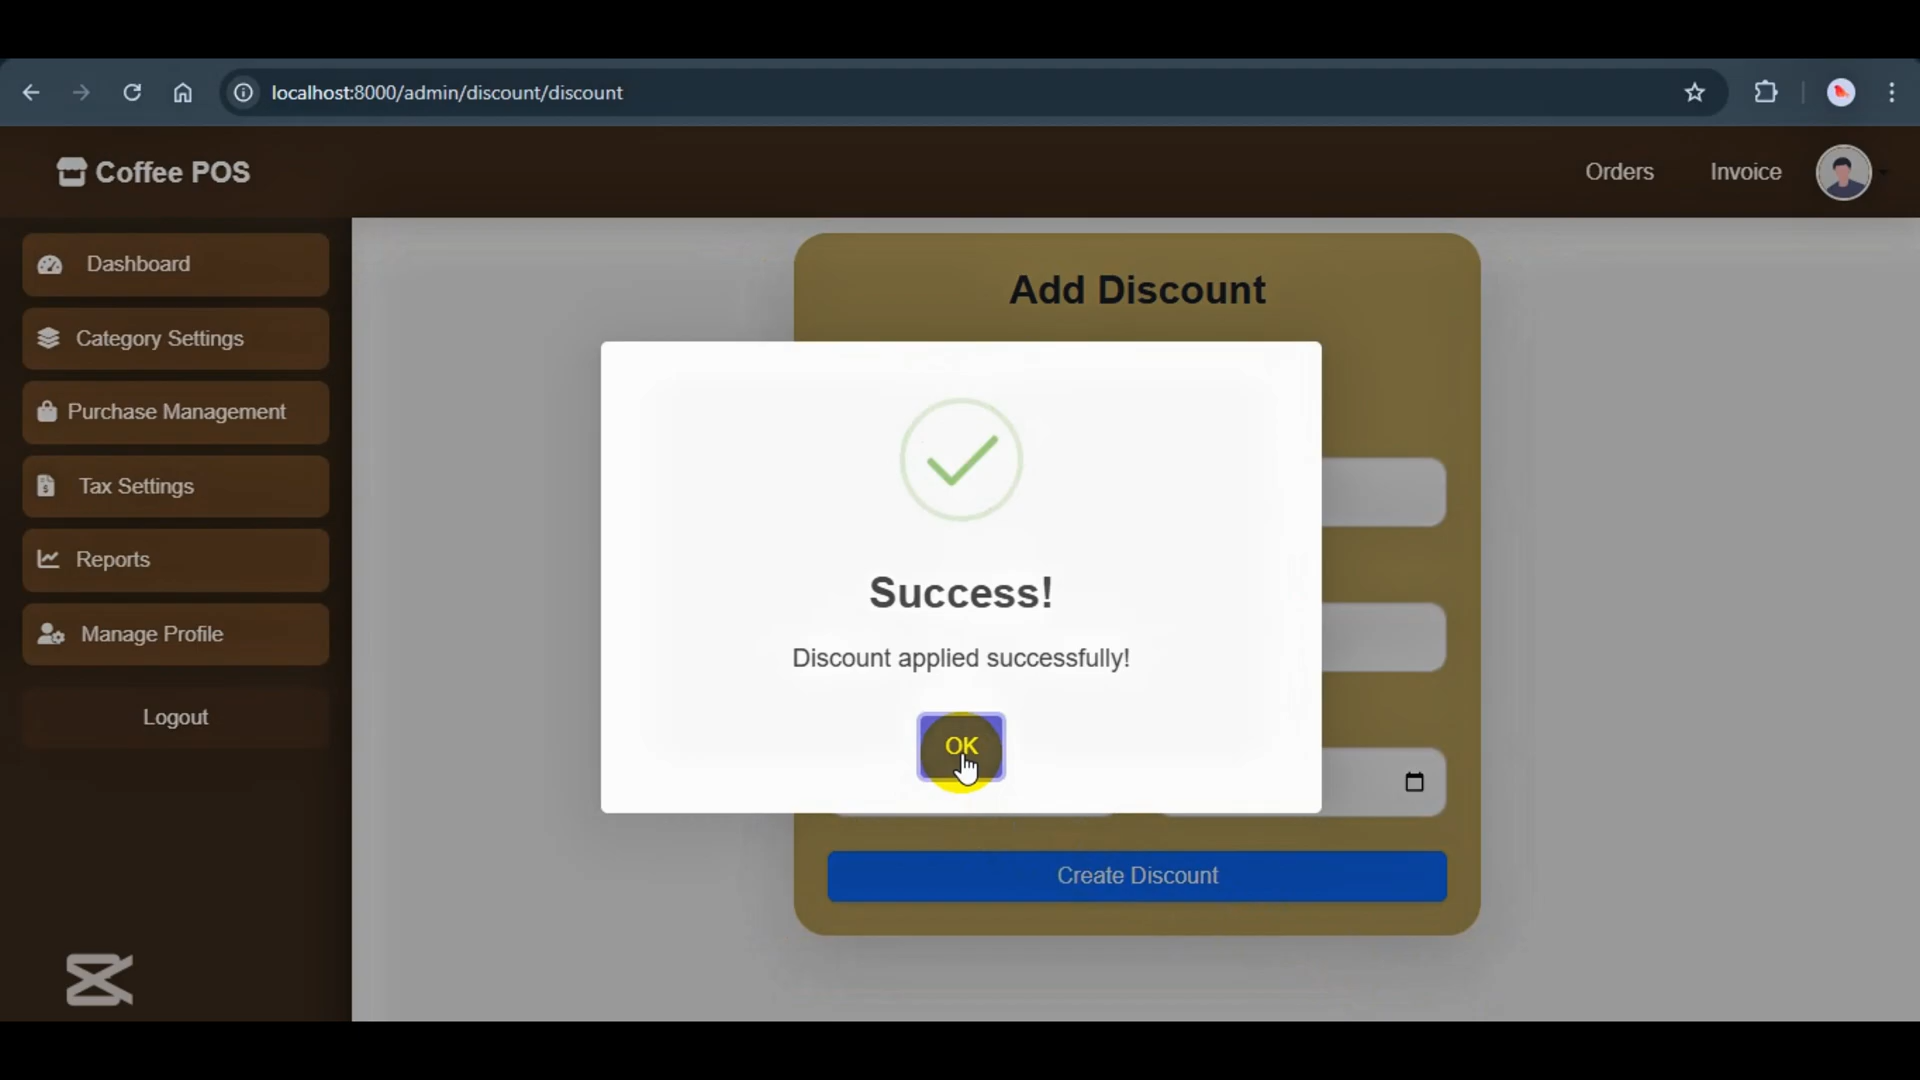 localhost:8000/admin/discount/discount
Coffee POS
Orders
Invoice
Dashboard
Category Settings
Purchase Management
Tax Settings
Reports
Manage Profile
Logout
Add Discount
Success!
Discount applied successfully!
OK
Create Discount